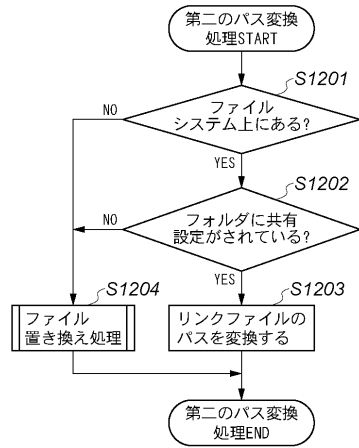 第二のパス変換
処理START
S1201
ファイル
システム上にある?
NO
YES
S1202
フォルダに共有
設定がされている?
NO
YES
S1204
S1203
ファイル
置き換え処理
リンクファイルの
パスを変換する
第二のパス変換
処理END